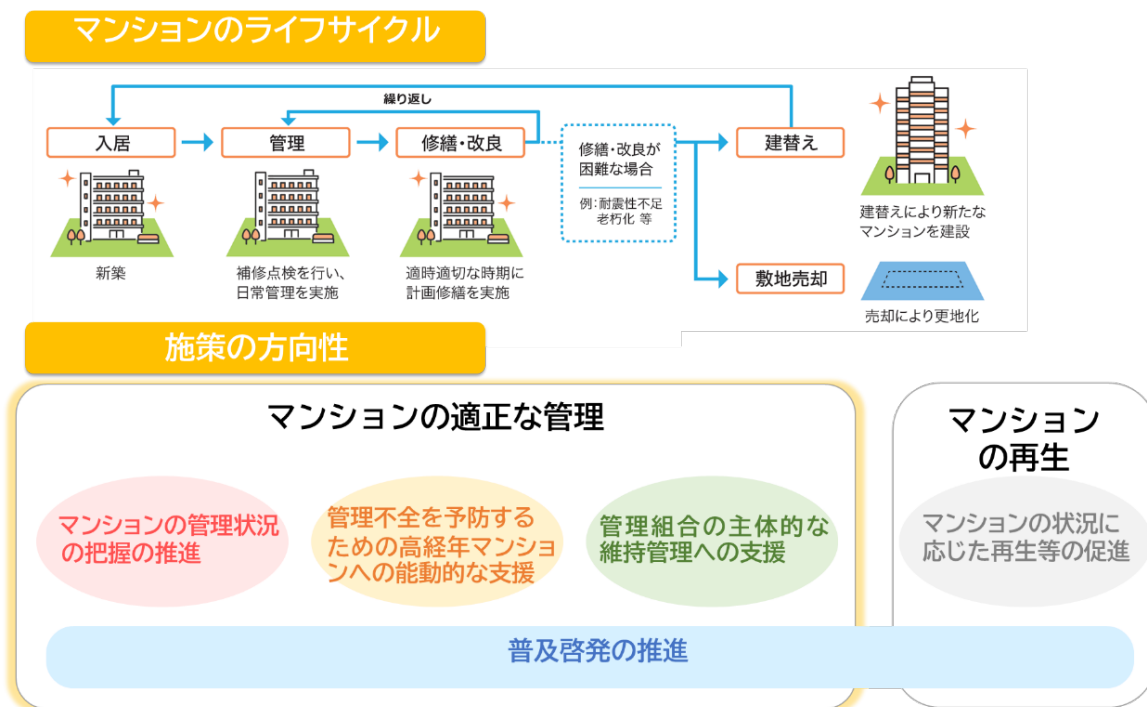 マンションのライフサイクル
繰り返し
入居
管理
修繕・改良
修繕・改良が
困難な場合
例：耐震性不足
老朽化 等
建替え
建替えにより新たな
マンションを建設
新築
補修点検を行い、
日常管理を実施
適時適切な時期に
計画修繕を実施
敷地売却
売却により更地化
施策の方向性
マンションの適正な管理
マンションの管理状況
の把握の推進
管理不全を予防する
ための高経年マンショ
ンへの能動的な支援
管理組合の主体的な
維持管理への支援
マンション
の再生
マンションの状況に
応じた再生等の促進
普及啓発の推進